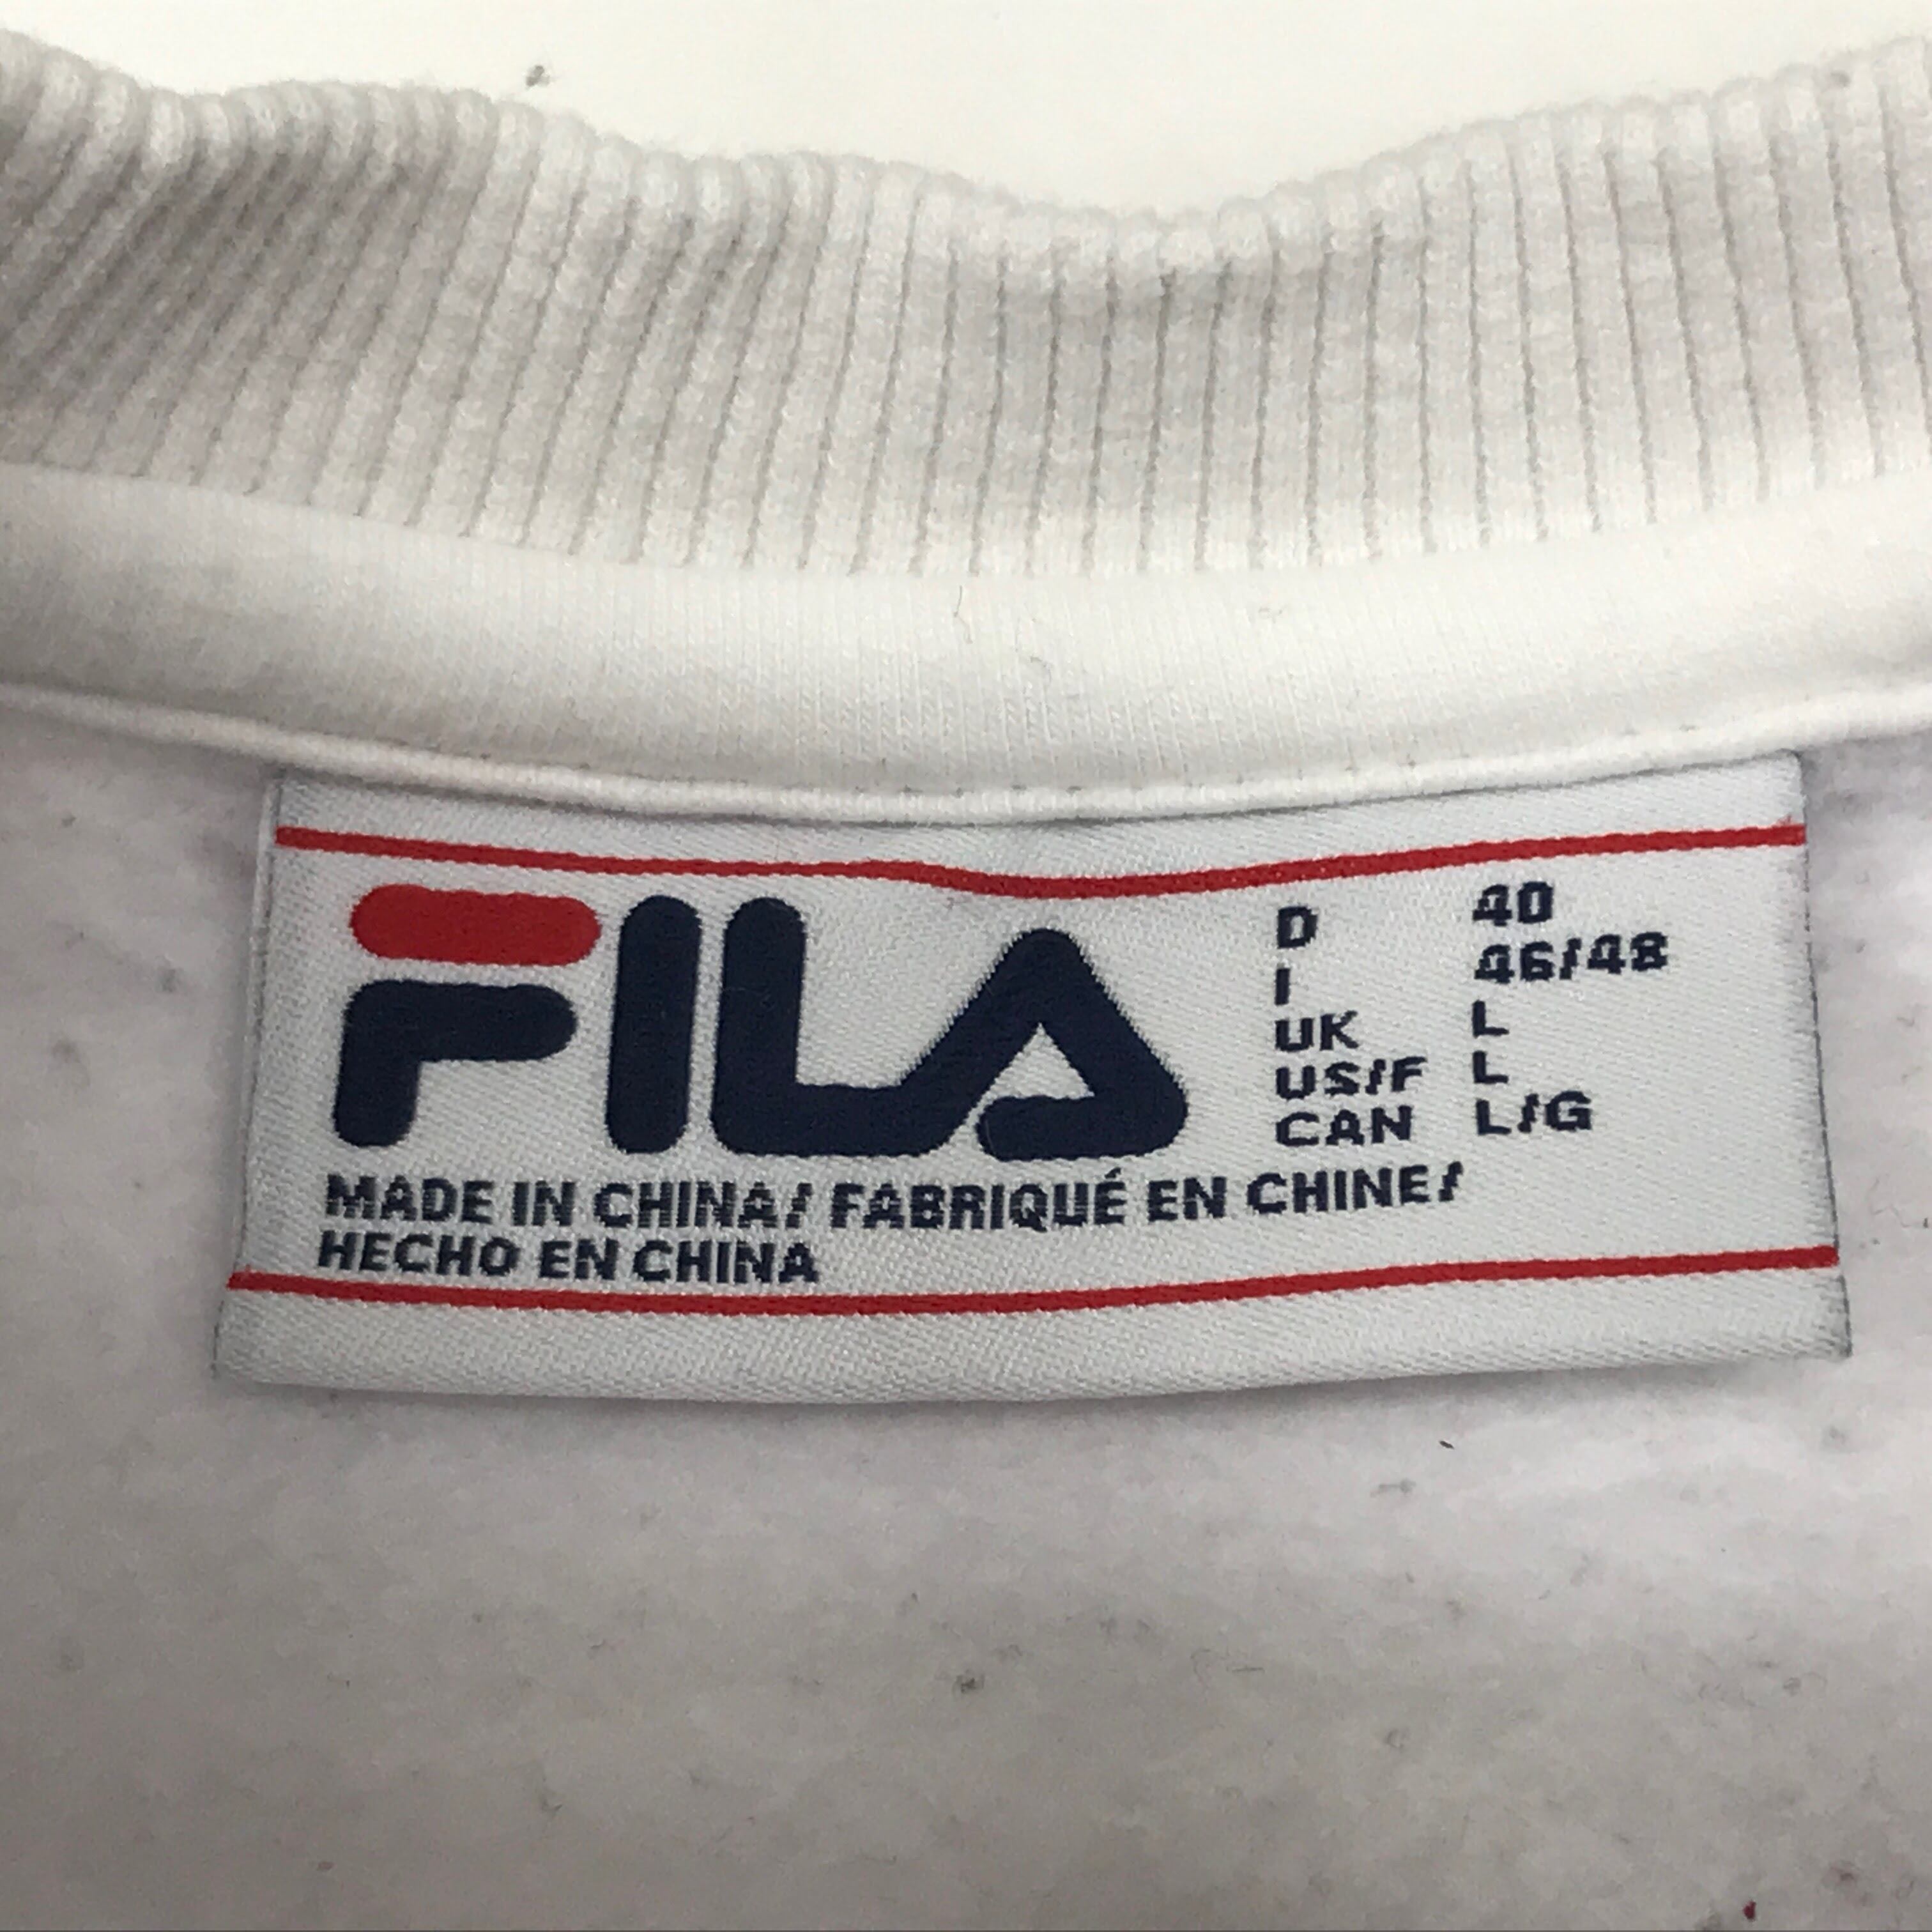 FILA
D 40
I 46/48
UK L
US/F L
CAN L/G
MADE IN CHINA/ FABRIQUÉ EN CHINE/
HECHO EN CHINA